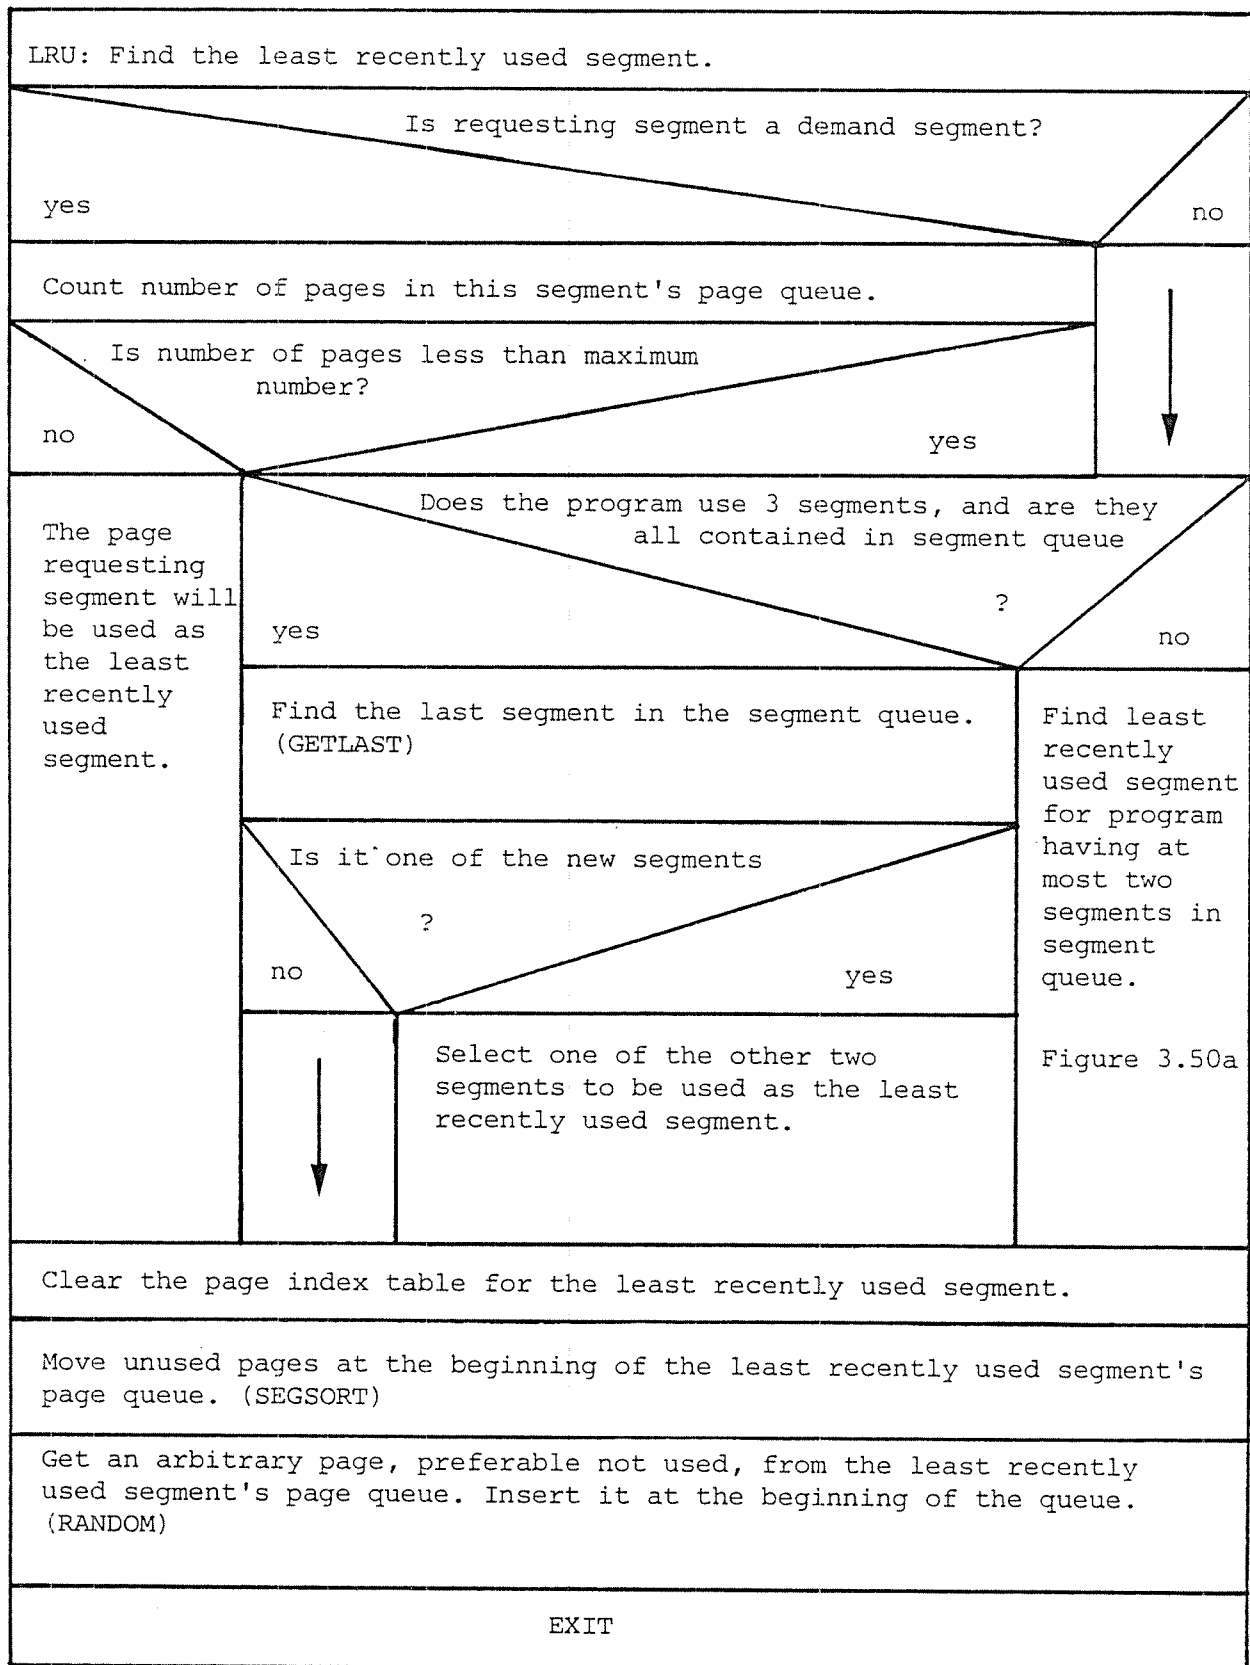 LRU: Find the least recently used segment.
Is requesting segment a demand segment?
yes
no
Count number of pages in this segment's page queue.
Is number of pages less than maximum
number?
no
yes
Does the program use 3 segments, and are they
all contained in segment queue
?
yes
no
The page
requesting
segment will
be used as
the least
recently
used
segment.
Find the last segment in the segment queue.
(GETLAST)
Is it one of the new segments
?
no
yes
Select one of the other two
segments to be used as the least
recently used segment.
Find least
recently
used segment
for program
having at
most two
segments in
segment
queue.
Figure 3.50a
Clear the page index table for the least recently used segment.
Move unused pages at the beginning of the least recently used segment's
page queue. (SEGSORT)
Get an arbitrary page, preferable not used, from the least recently
used segment's page queue. Insert it at the beginning of the queue.
(RANDOM)
EXIT